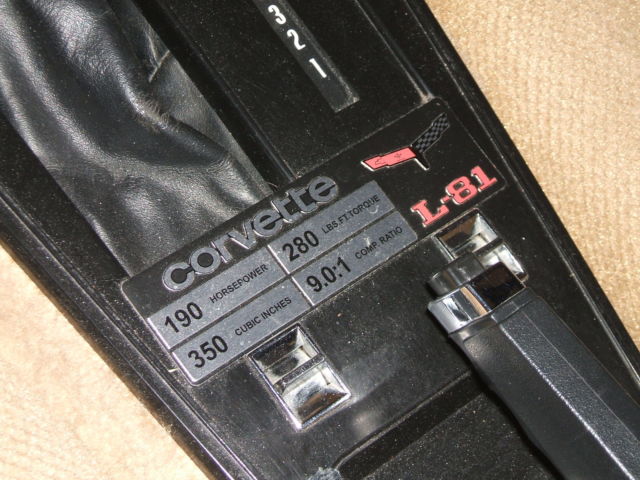 3 2 1
corvette
L-81
190 HORSEPOWER
280 LBS.FT.TORQUE
350 CUBIC INCHES
9.0:1 COMP. RATIO